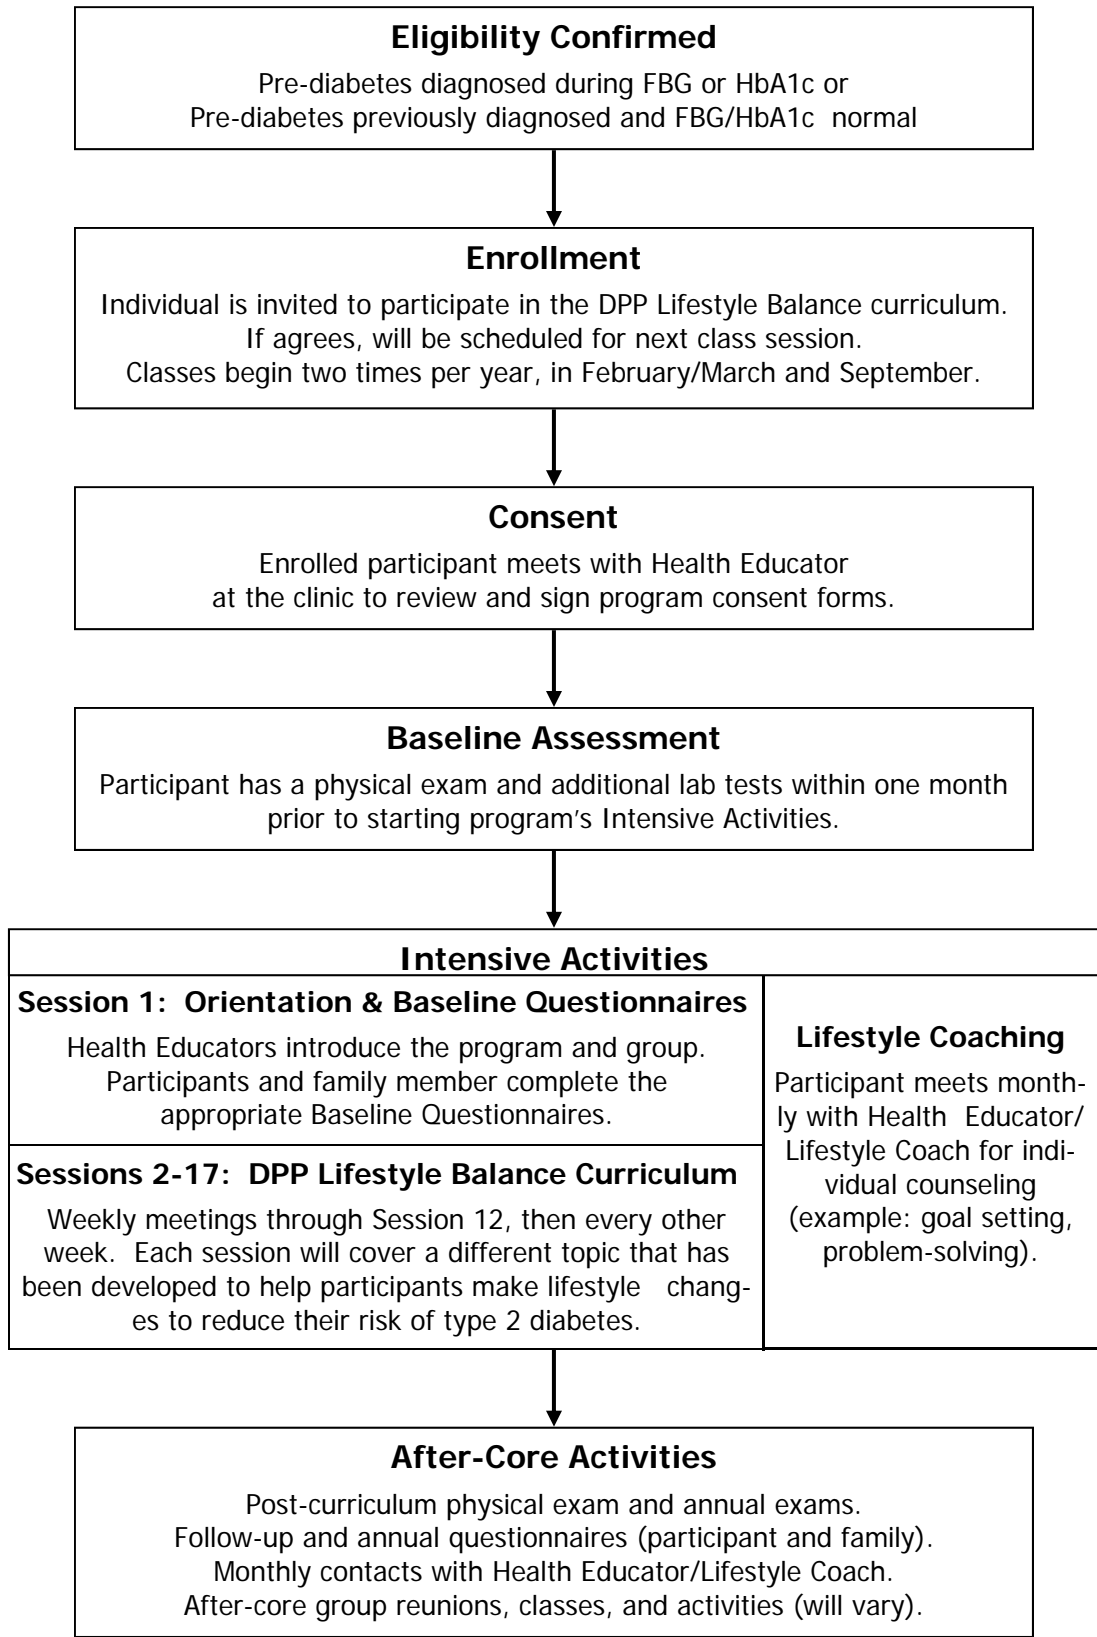 Eligibility Confirmed
Pre-diabetes diagnosed during FBG or HbA1c or
Pre-diabetes previously diagnosed and FBG/HbA1c normal
Enrollment
Individual is invited to participate in the DPP Lifestyle Balance curriculum.
If agrees, will be scheduled for next class session.
Classes begin two times per year, in February/March and September.
Consent
Enrolled participant meets with Health Educator
at the clinic to review and sign program consent forms.
Baseline Assessment
Participant has a physical exam and additional lab tests within one month
prior to starting program's Intensive Activities.
Intensive Activities
Session 1: Orientation & Baseline Questionnaires
Health Educators introduce the program and group.
Participants and family member complete the
appropriate Baseline Questionnaires.
Sessions 2-17: DPP Lifestyle Balance Curriculum
Weekly meetings through Session 12, then every other
week. Each session will cover a different topic that has
been developed to help participants make lifestyle chang-
es to reduce their risk of type 2 diabetes.
Lifestyle Coaching
Participant meets month-
ly with Health Educator/
Lifestyle Coach for indi-
vidual counseling
(example: goal setting,
problem-solving).
After-Core Activities
Post-curriculum physical exam and annual exams.
Follow-up and annual questionnaires (participant and family).
Monthly contacts with Health Educator/Lifestyle Coach.
After-core group reunions, classes, and activities (will vary).